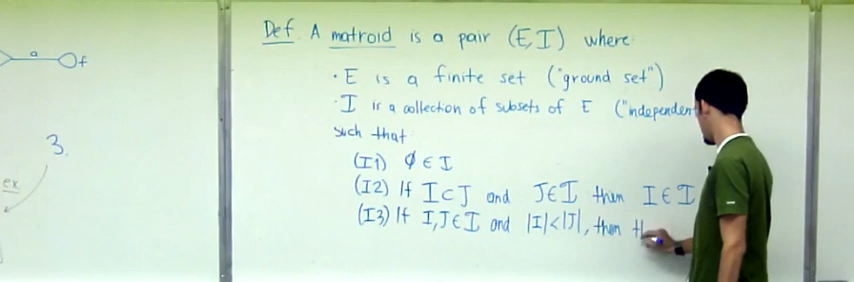 a
f
3.
ex
Def. A matroid is a pair (E, I) where
· E is a finite set ("ground set")
· I is a collection of subsets of E ("independent
such that:
(I1) ∅ ∈ I
(I2) If I ⊂ J and J ∈ I then I ∈ I
(I3) If I, J ∈ I and |I| < |J|, then th